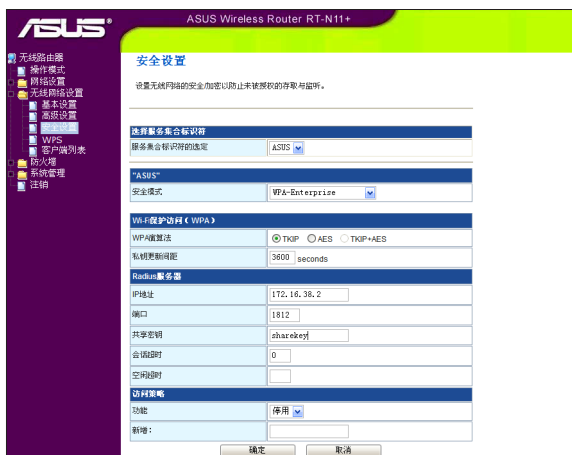 ASUS
ASUS Wireless Router RT-N11+
无线路由器
操作模式
网络设置
无线网络设置
基本设置
高级设置
安全设置
WPS
客户端列表
防火墙
系统管理
注销
安全设置
设置无线网络的安全/加密以防止未被授权的存取与监听。
选择服务集合标识符
服务集合标识符的选定 ASUS
"ASUS"
安全模式 WPA-Enterprise
Wi-Fi保护访问（WPA）
WPA演算法 TKIP AES TKIP+AES
私钥更新间距 3600 seconds
Radius服务器
IP地址 172.16.38.2
端口 1812
共享密钥 sharekey
会话超时 0
空闲超时
访问策略
功能 停用
新增：
确定 取消